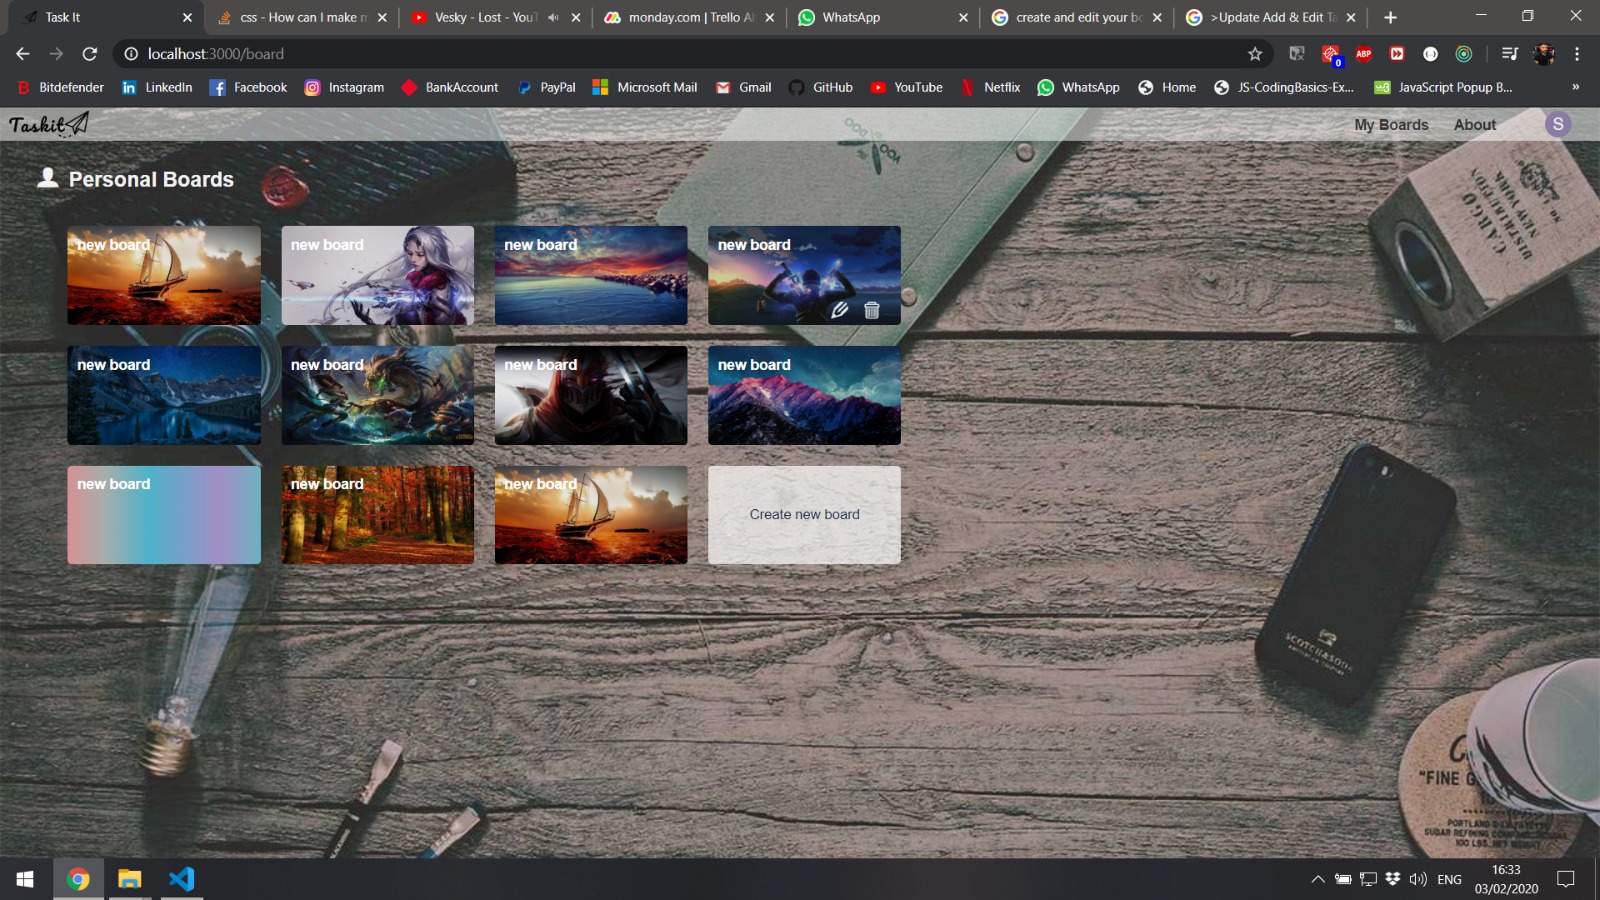 Task It
css - How can I make m
Vesky - Lost - YouT
monday.com | Trello Al
WhatsApp
create and edit your bo
>Update Add & Edit Ta
localhost:3000/board
ABP
0
Bitdefender
LinkedIn
Facebook
Instagram
BankAccount
PayPal
Microsoft Mail
Gmail
GitHub
YouTube
Netflix
WhatsApp
Home
JS-CodingBasics-Ex...
JavaScript Popup B...
»
Taskit
My Boards
About
S
Personal Boards
new board
new board
new board
new board
new board
new board
new board
new board
new board
new board
new board
Create new board
VOO DOO
CARGO
DISTRIBUTION
NEW YORK
SCOTCH&SODA
"FINE G
PORTLAND
SUGAR REFINING COMPANY
100 LBS. NET WEIGHT
ENG
16:33
03/02/2020